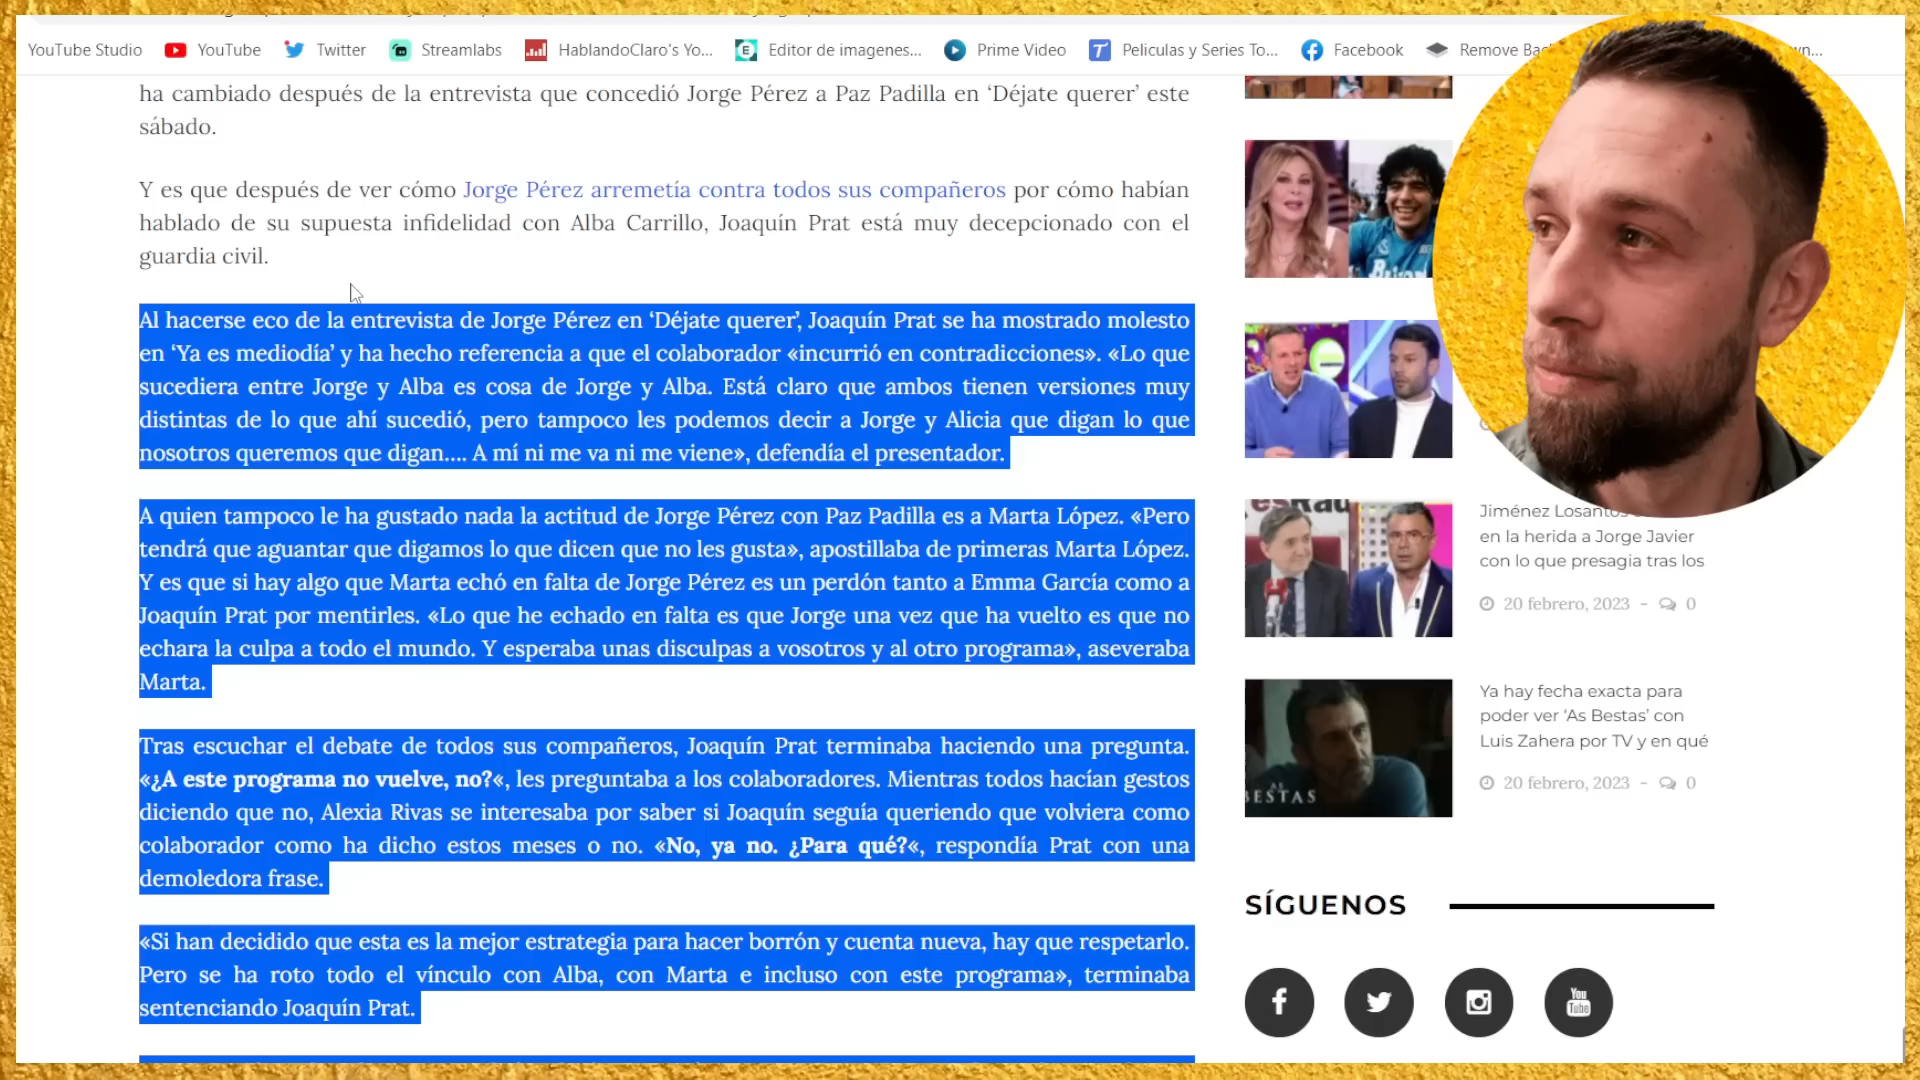 YouTube Studio YouTube Twitter Streamlabs HablandoClaro's Yo... Editor de imagenes... Prime Video Peliculas y Series To... Facebook Remove wn...
ha cambiado después de la entrevista que concedió Jorge Pérez a Paz Padilla en ‘Déjate querer’ este
sábado.
Y es que después de ver cómo Jorge Pérez arremetía contra todos sus compañeros por cómo habían
hablado de su supuesta infidelidad con Alba Carrillo, Joaquín Prat está muy decepcionado con el
guardia civil.
Al hacerse eco de la entrevista de Jorge Pérez en ‘Déjate querer’, Joaquín Prat se ha mostrado molesto
en ‘Ya es mediodía’ y ha hecho referencia a que el colaborador «incurrió en contradicciones». «Lo que
sucediera entre Jorge y Alba es cosa de Jorge y Alba. Está claro que ambos tienen versiones muy
distintas de lo que ahí sucedió, pero tampoco les podemos decir a Jorge y Alicia que digan lo que
nosotros queremos que digan.... A mí ni me va ni me viene», defendía el presentador.
A quien tampoco le ha gustado nada la actitud de Jorge Pérez con Paz Padilla es a Marta López. «Pero
tendrá que aguantar que digamos lo que dicen que no les gusta», apostillaba de primeras Marta López.
Y es que si hay algo que Marta echó en falta de Jorge Pérez es un perdón tanto a Emma García como a
Joaquín Prat por mentirles. «Lo que he echado en falta es que Jorge una vez que ha vuelto es que no
echara la culpa a todo el mundo. Y esperaba unas disculpas a vosotros y al otro programa», aseveraba
Marta.
Tras escuchar el debate de todos sus compañeros, Joaquín Prat terminaba haciendo una pregunta.
«¿A este programa no vuelve, no?«, les preguntaba a los colaboradores. Mientras todos hacían gestos
diciendo que no, Alexia Rivas se interesaba por saber si Joaquín seguía queriendo que volviera como
colaborador como ha dicho estos meses o no. «No, ya no. ¿Para qué?«, respondía Prat con una
demoledora frase.
«Si han decidido que esta es la mejor estrategia para hacer borrón y cuenta nueva, hay que respetarlo.
Pero se ha roto todo el vínculo con Alba, con Marta e incluso con este programa», terminaba
sentenciando Joaquín Prat.
Jiménez Losantos
en la herida a Jorge Javier
con lo que presagia tras los
20 febrero, 2023 - 0
BESTAS
Ya hay fecha exacta para
poder ver ‘As Bestas’ con
Luis Zahera por TV y en qué
20 febrero, 2023 - 0
SÍGUENOS
You
Tube